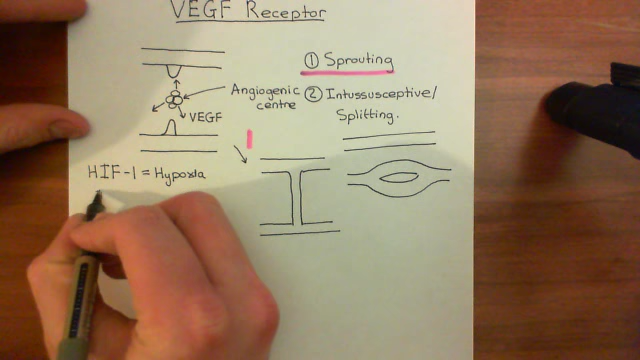 VEGF Receptor
① Sprouting
Angiogenic
centre
② Intussusceptive/
Splitting.
VEGF
HIF-1 = Hypoxia